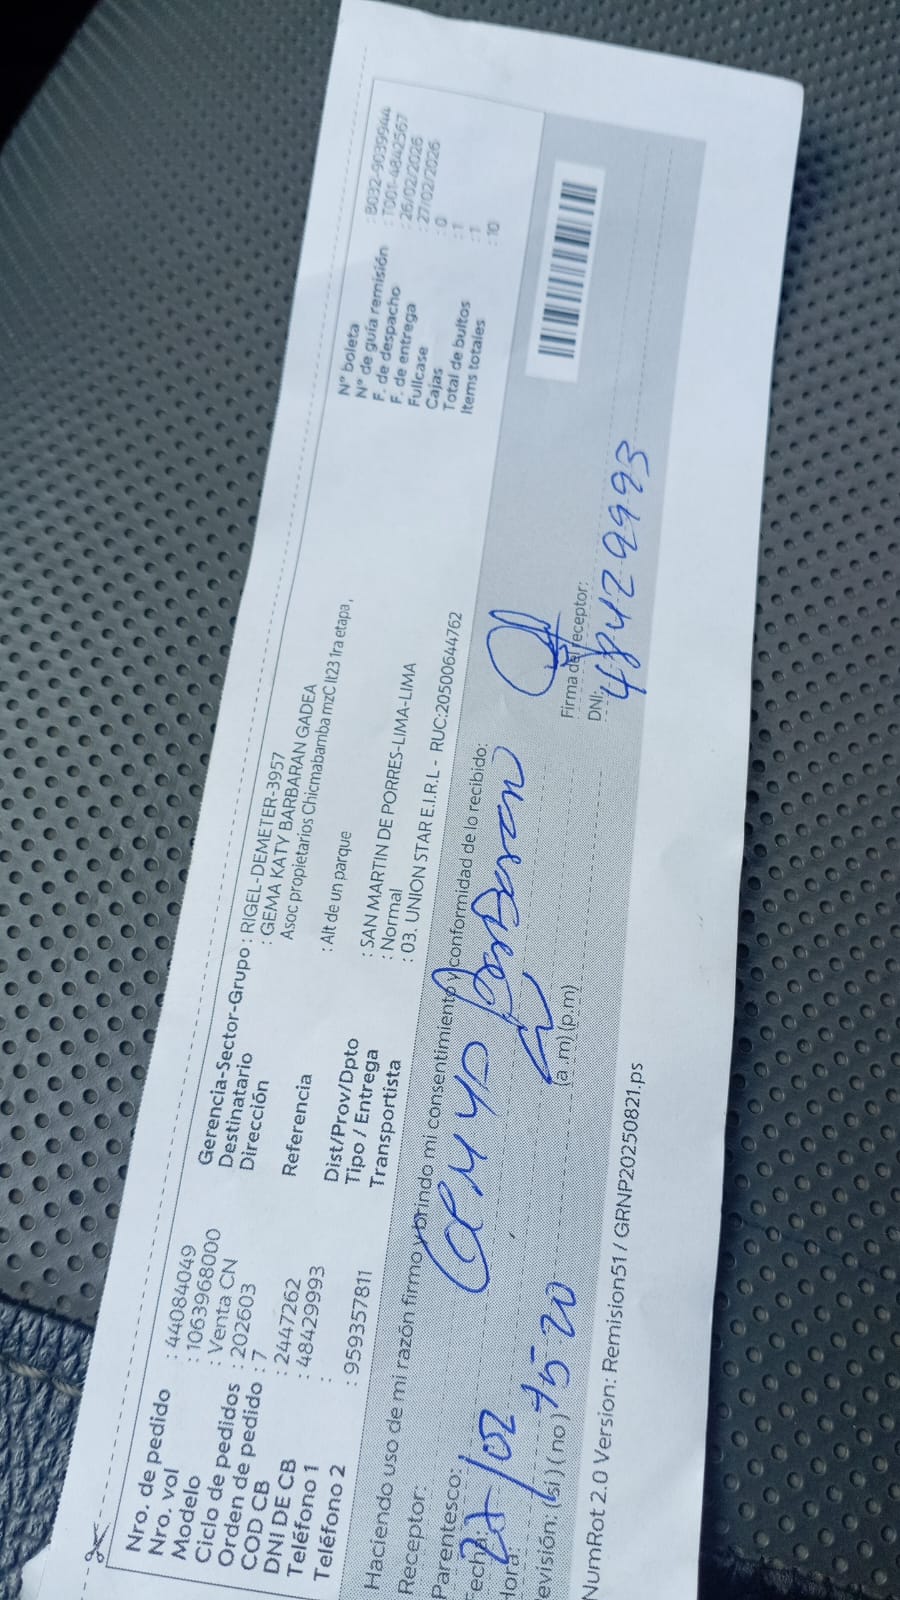 Nro. de pedido : 44084049
Nro. vol : 1063968000
Modelo : Venta CN
Ciclo de pedidos : 202603
Orden de pedido : 7
COD CB : 2447262
DNI DE CB : 48429993
Teléfono 1 :
Teléfono 2 : 959357811
Gerencia-Sector-Grupo : RIGEL-DEMETER-3957
Destinatario : GEMA KATY BARBARAN GADEA
Dirección Asoc propietarios Chicmabamba mzC lt23 1ra etapa,
Referencia : Alt de un parque
Dist/Prov/Dpto : SAN MARTIN DE PORRES-LIMA-LIMA
Tipo / Entrega : Normal
Transportista : 03. UNION STAR E.I.R.L - RUC:20500644762
N° boleta : B032-9039944
N° de guía remisión : T001-4842567
F. de despacho : 26/02/2026
F. de entrega : 27/02/2026
Fullcase : 0
Cajas : 1
Total de bultos : 1
Items totales : 10
Haciendo uso de mi razón firmo y brindo mi consentimiento y conformidad de lo recibido:
Receptor: Barbaran
Parentesco:
Fecha: 27/02
Hora: 15-20 (a.m) (p.m)
evisión: (si) (no)
Firma del receptor:
DNI: 48429993
NumRot 2.0 Version: Remision51 / GRNP20250821.ps